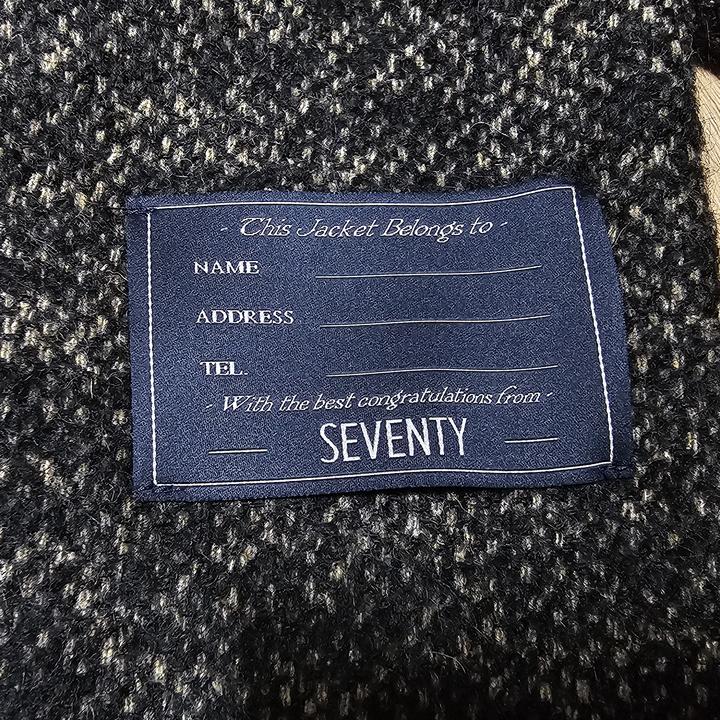 - This Jacket Belongs to -
NAME
ADDRESS
TEL.
- With the best congratulations from -
SEVENTY